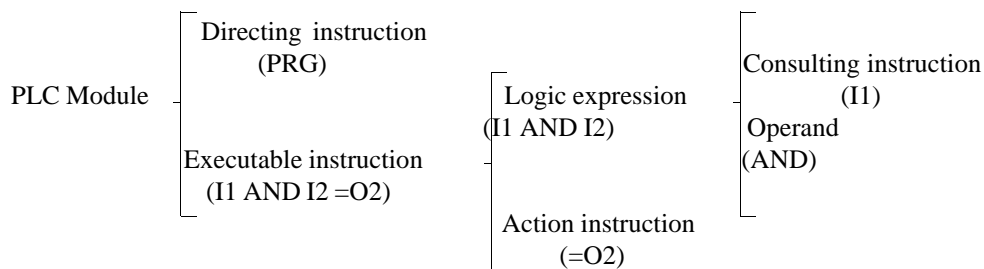 Directing instruction
(PRG)
PLC Module
Executable instruction
(I1 AND I2 =O2)
Logic expression
(I1 AND I2)
Action instruction
(=O2)
Consulting instruction
(I1)
Operand
(AND)